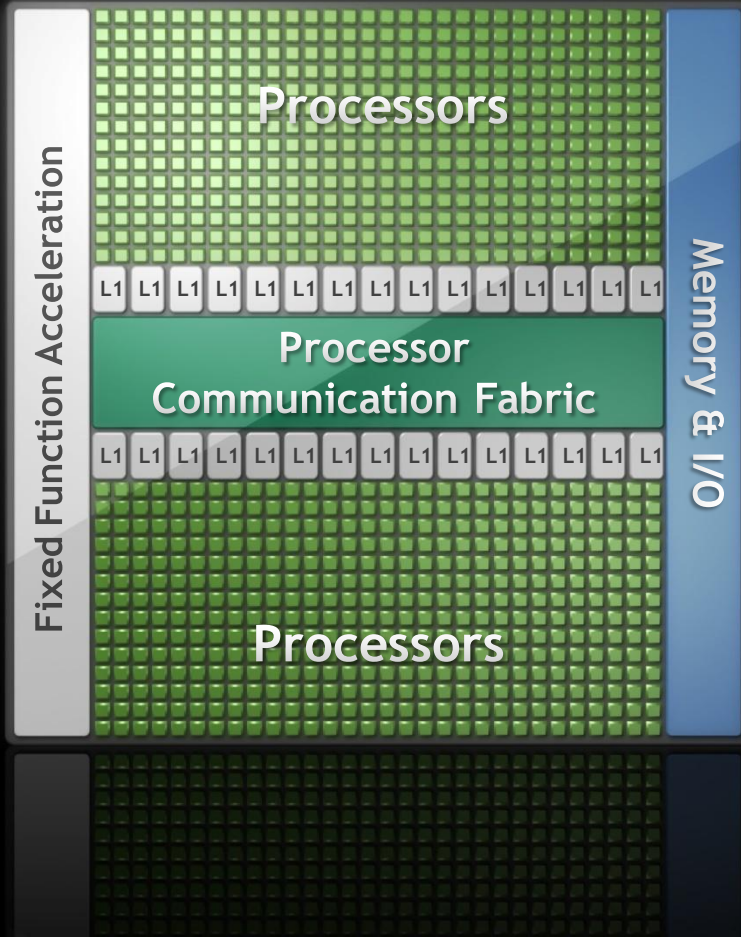 Fixed Function Acceleration
Processors
L1 L1 L1 L1 L1 L1 L1 L1 L1 L1 L1 L1 L1 L1 L1
Processor
Communication Fabric
L1 L1 L1 L1 L1 L1 L1 L1 L1 L1 L1 L1 L1 L1 L1
Processors
Memory & I/O